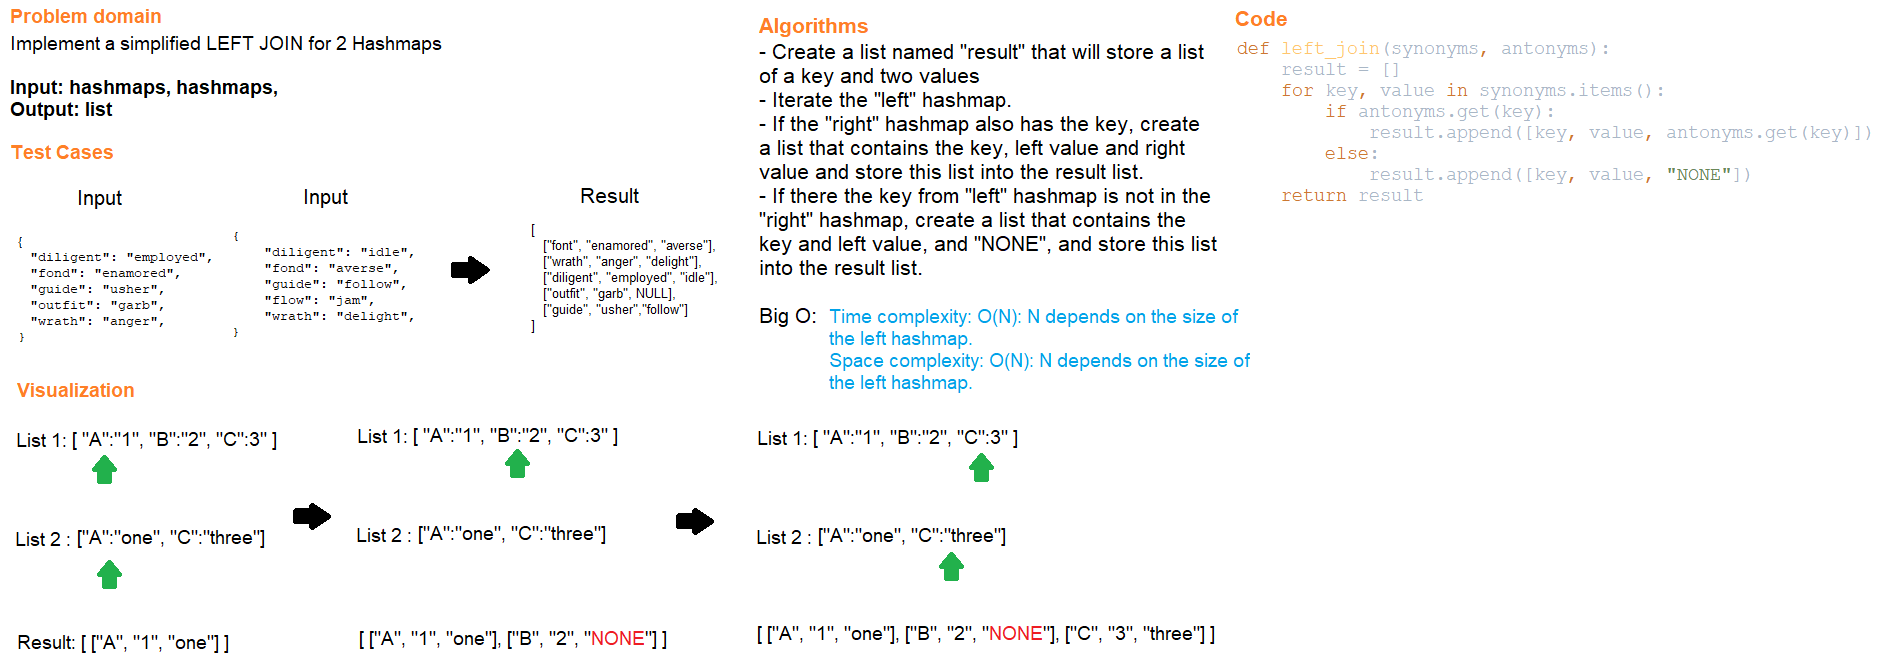 Problem domain
Implement a simplified LEFT JOIN for 2 Hashmaps
Input: hashmaps, hashmaps,
Output: list
Test Cases
Input
{
"diligent": "employed",
"fond": "enamored",
"guide": "usher",
"outfit": "garb",
"wrath": "anger",
}
Input
{
"diligent": "idle",
"fond": "averse",
"guide": "follow",
"flow": "jam",
"wrath": "delight",
}
Result
[
["font", "enamored", "averse"],
["wrath", "anger", "delight"],
["diligent", "employed", "idle"],
["outfit", "garb", NULL],
["guide", "usher","follow"]
]
Visualization
List 1: [ "A":"1", "B":"2", "C":3" ]
List 2 : ["A":"one", "C":"three"]
Result: [ ["A", "1", "one"] ]
List 1: [ "A":"1", "B":"2", "C":3" ]
List 2 : ["A":"one", "C":"three"]
[ ["A", "1", "one"], ["B", "2", "NONE"] ]
List 1: [ "A":"1", "B":"2", "C":3" ]
List 2 : ["A":"one", "C":"three"]
[ ["A", "1", "one"], ["B", "2", "NONE"], ["C", "3", "three"] ]
Algorithms
- Create a list named "result" that will store a list
of a key and two values
- Iterate the "left" hashmap.
- If the "right" hashmap also has the key, create
a list that contains the key, left value and right
value and store this list into the result list.
- If there the key from "left" hashmap is not in the
"right" hashmap, create a list that contains the
key and left value, and "NONE", and store this list
into the result list.
Big O:
Time complexity: O(N): N depends on the size of
the left hashmap.
Space complexity: O(N): N depends on the size of
the left hashmap.
Code
def left_join(synonyms, antonyms):
result = []
for key, value in synonyms.items():
if antonyms.get(key):
result.append([key, value, antonyms.get(key)])
else:
result.append([key, value, "NONE"])
return result